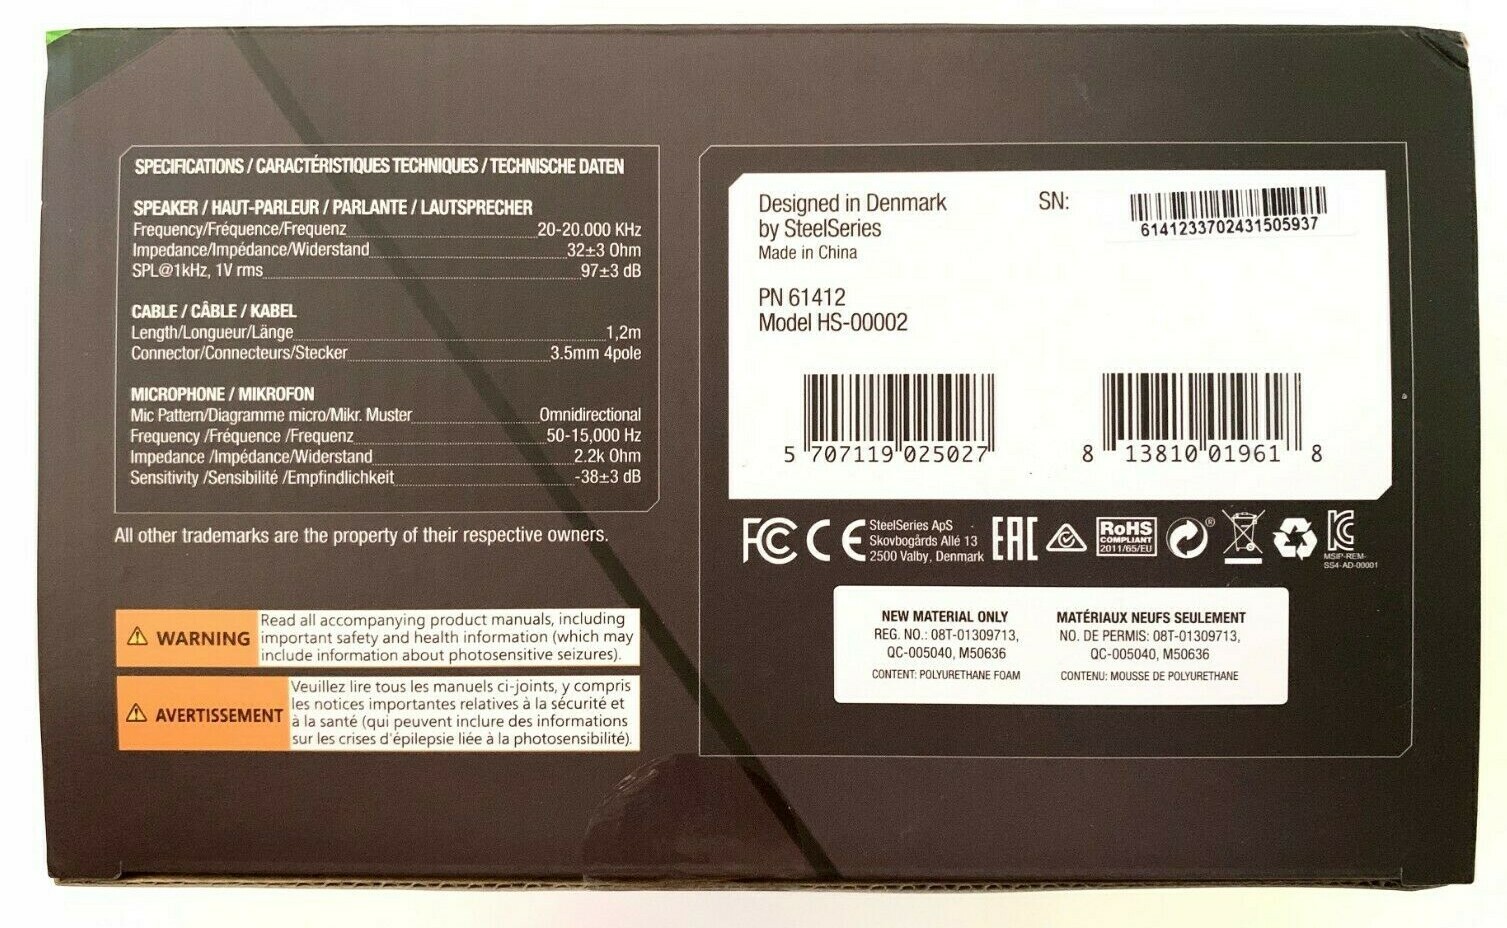 SPECIFICATIONS / CARACTÉRISTIQUES TECHNIQUES / TECHNISCHE DATEN
SPEAKER / HAUT-PARLEUR / PARLANTE / LAUTSPRECHER
Frequency/Fréquence/Frequenz 20-20.000 KHz
Impedance/Impédance/Widerstand 32±3 Ohm
SPL@1kHz, 1V rms 97±3 dB
CABLE / CÂBLE / KABEL
Length/Longueur/Länge 1,2m
Connector/Connecteurs/Stecker 3.5mm 4pole
MICROPHONE / MIKROFON
Mic Pattern/Diagramme micro/Mikr. Muster Omnidirectional
Frequency /Fréquence /Frequenz 50-15,000 Hz
Impedance /Impédance/Widerstand 2.2k Ohm
Sensitivity /Sensibilité /Empfindlichkeit -38±3 dB
All other trademarks are the property of their respective owners.
WARNING
Read all accompanying product manuals, including
important safety and health information (which may
include information about photosensitive seizures).
AVERTISSEMENT
Veuillez lire tous les manuels ci-joints, y compris
les notices importantes relatives à la sécurité et
à la santé (qui peuvent inclure des informations
sur les crises d'épilepsie liée à la photosensibilité).
Designed in Denmark
by SteelSeries
Made in China
SN:
6141233702431505937
PN 61412
Model HS-00002
5 707119 025027
8 13810 01961 8
FC CE
SteelSeries ApS
Skovbogårds Allé 13
2500 Valby, Denmark
EAC
RoHS
COMPLIANT
2011/65/EU
®
MSIP-REM-
SS4-AD-00001
NEW MATERIAL ONLY
REG. NO.: 08T-01309713,
QC-005040, M50636
CONTENT: POLYURETHANE FOAM
MATÉRIAUX NEUFS SEULEMENT
NO. DE PERMIS: 08T-01309713,
QC-005040, M50636
CONTENU: MOUSSE DE POLYURETHANE